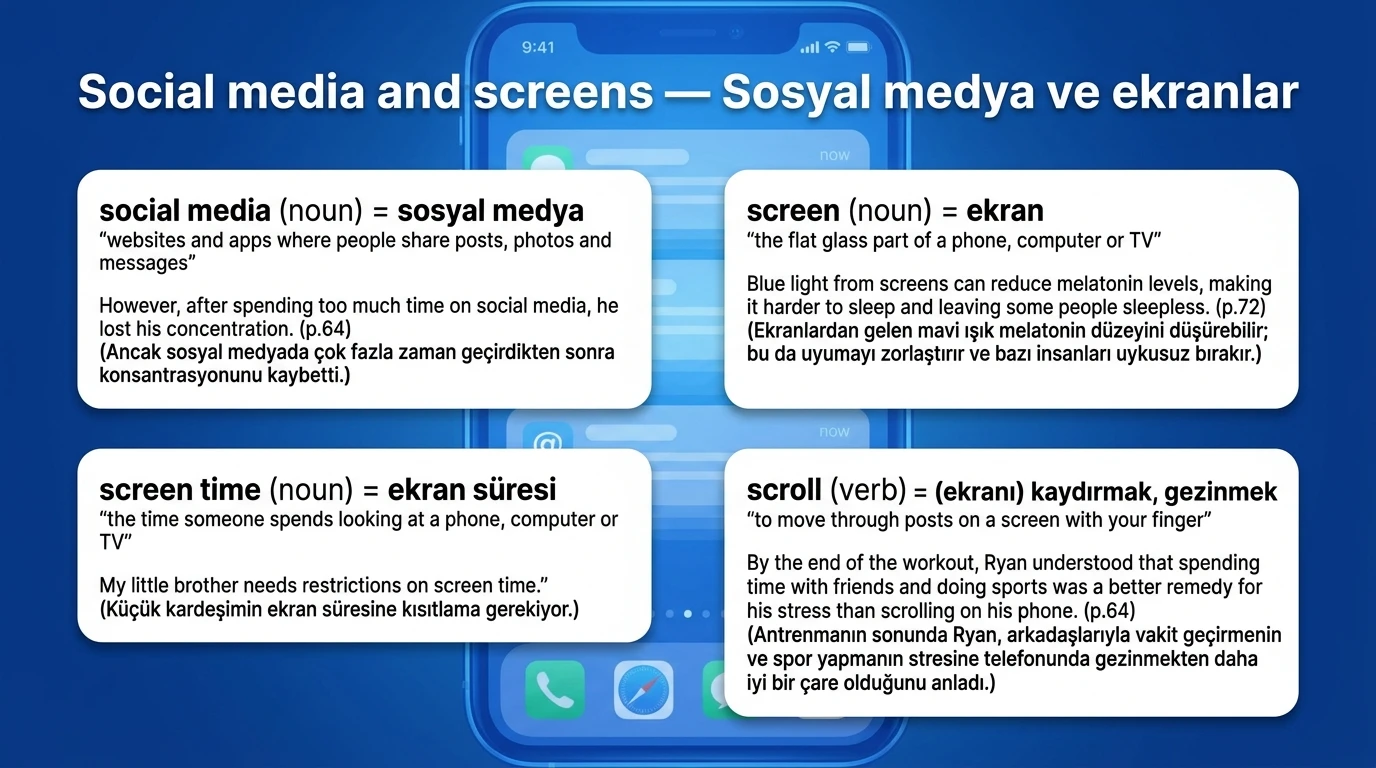 9:41
Social media and screens — Sosyal medya ve ekranlar
now
social media (noun) = sosyal medya
“websites and apps where people share posts, photos and
messages”
However, after spending too much time on social media, he
lost his concentration. (p.64)
(Ancak sosyal medyada çok fazla zaman geçirdikten sonra
konsantrasyonunu kaybetti.)
screen (noun) = ekran
“the flat glass part of a phone, computer or TV”
Blue light from screens can reduce melatonin levels, making
it harder to sleep and leaving some people sleepless. (p.72)
(Ekranlardan gelen mavi ışık melatonin düzeyini düşürebilir;
bu da uyumayı zorlaştırır ve bazı insanları uykusuz bırakır.)
@
now
screen time (noun) = ekran süresi
“the time someone spends looking at a phone, computer or
TV”
My little brother needs restrictions on screen time.”
(Küçük kardeşimin ekran süresine kısıtlama gerekiyor.)
scroll (verb) = (ekranı) kaydırmak, gezinmek
“to move through posts on a screen with your finger”
By the end of the workout, Ryan understood that spending
time with friends and doing sports was a better remedy for
his stress than scrolling on his phone. (p.64)
(Antrenmanın sonunda Ryan, arkadaşlarıyla vakit geçirmenin
ve spor yapmanın stresine telefonunda gezinmekten daha
iyi bir çare olduğunu anladı.)